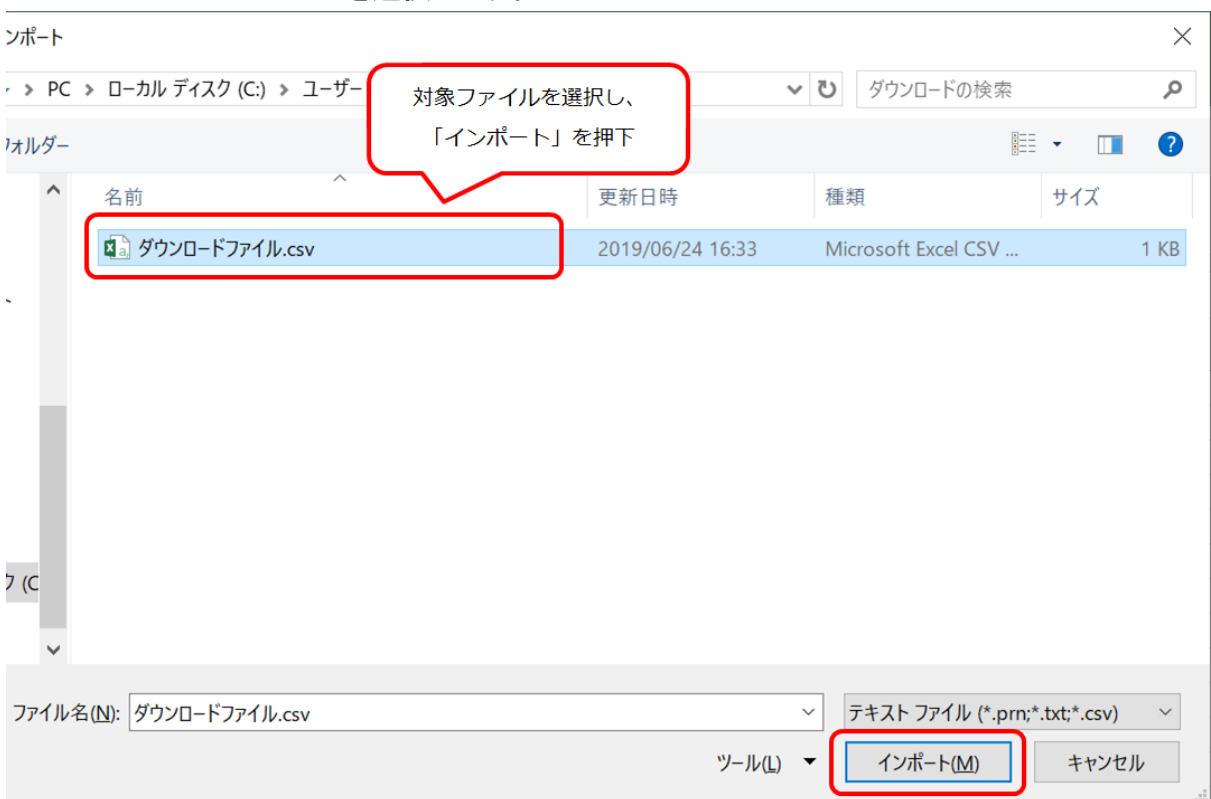 ンポート
PC > ローカル ディスク (C:) > ユーザー
ダウンロードの検索
対象ファイルを選択し、
「インポート」を押下
フォルダー
名前 更新日時 種類 サイズ
ダウンロードファイル.csv 2019/06/24 16:33 Microsoft Excel CSV ... 1 KB
ク (C
ファイル名(N): ダウンロードファイル.csv テキスト ファイル (*.prn;*.txt;*.csv)
ツール(L) インポート(M) キャンセル